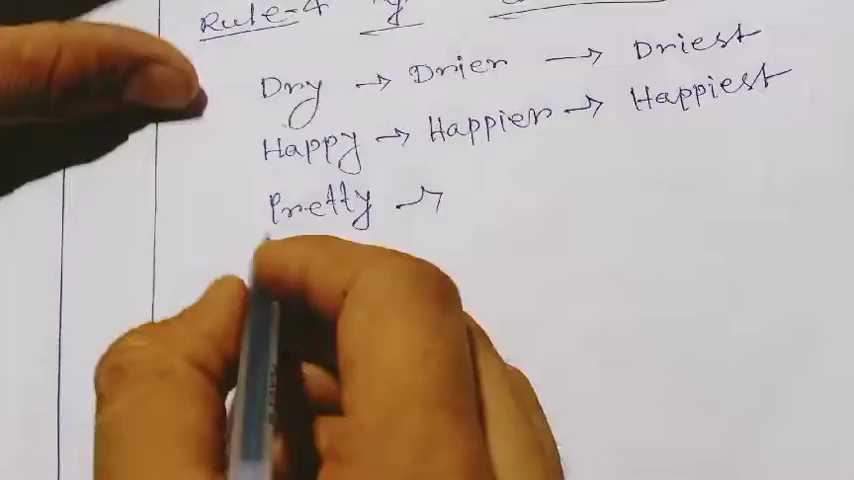 Rule-4 y
Dry → Drier → Driest
Happy → Happier → Happiest
Pretty →